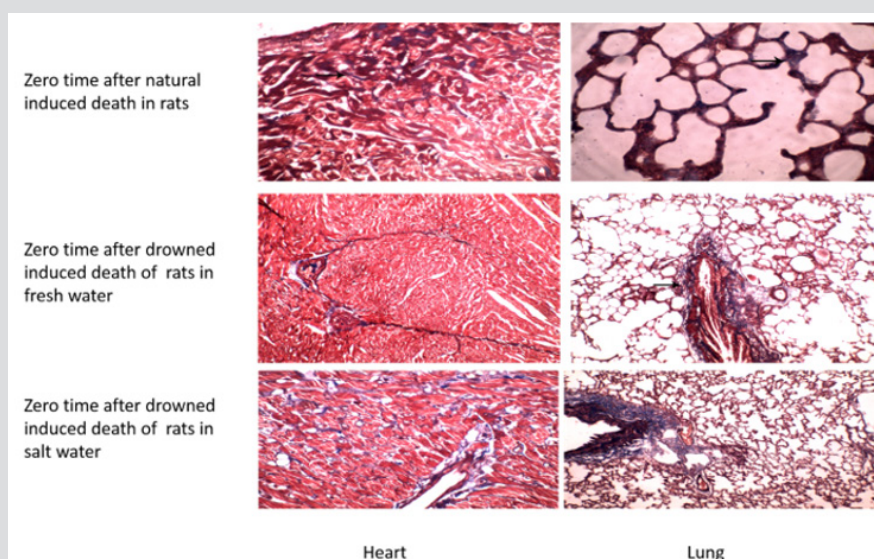 Zero time after natural
induced death in rats
Zero time after drowned
induced death of rats in
fresh water
Zero time after drowned
induced death of rats in
salt water
Heart
Lung